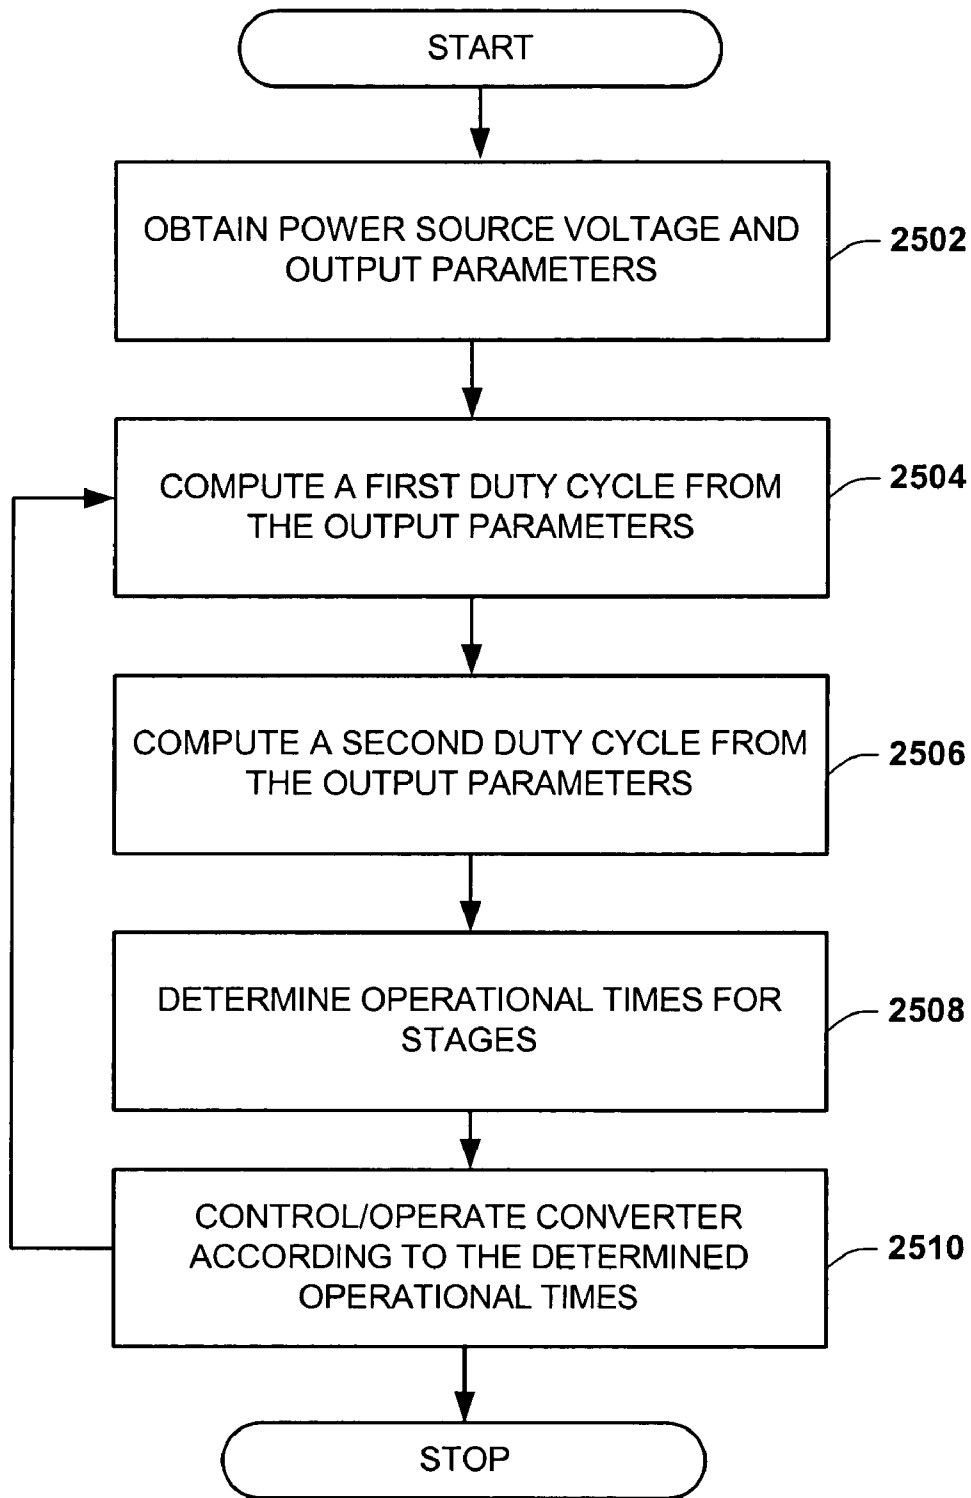 START
OBTAIN POWER SOURCE VOLTAGE AND
OUTPUT PARAMETERS
2502
COMPUTE A FIRST DUTY CYCLE FROM
THE OUTPUT PARAMETERS
2504
COMPUTE A SECOND DUTY CYCLE FROM
THE OUTPUT PARAMETERS
2506
DETERMINE OPERATIONAL TIMES FOR
STAGES
2508
CONTROL/OPERATE CONVERTER
ACCORDING TO THE DETERMINED
OPERATIONAL TIMES
2510
STOP